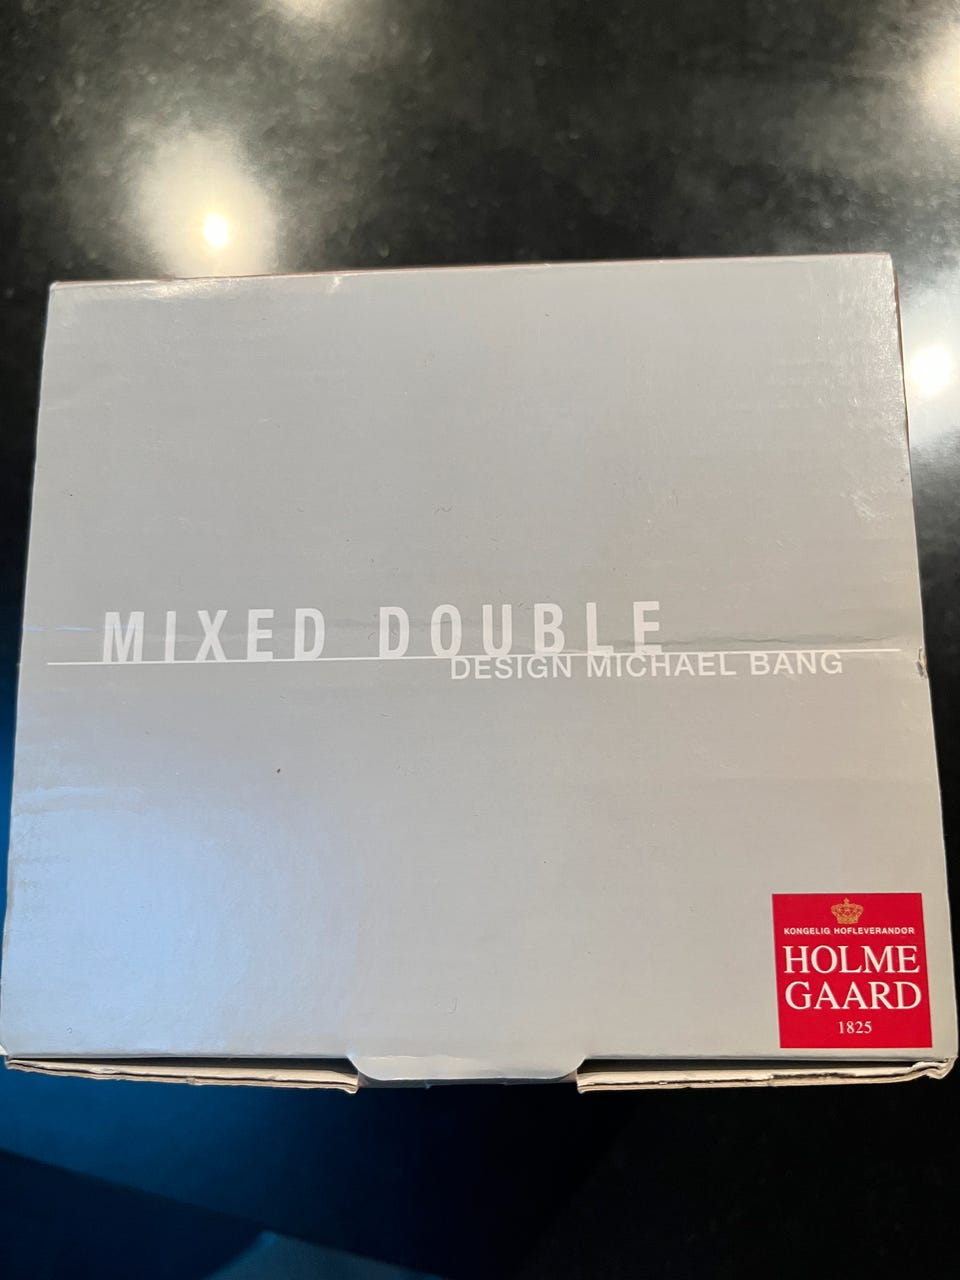 MIXED DOUBLE
DESIGN MICHAEL BANG
KONGELIG HOFLEVERANDØR
HOLME
GAARD
1825